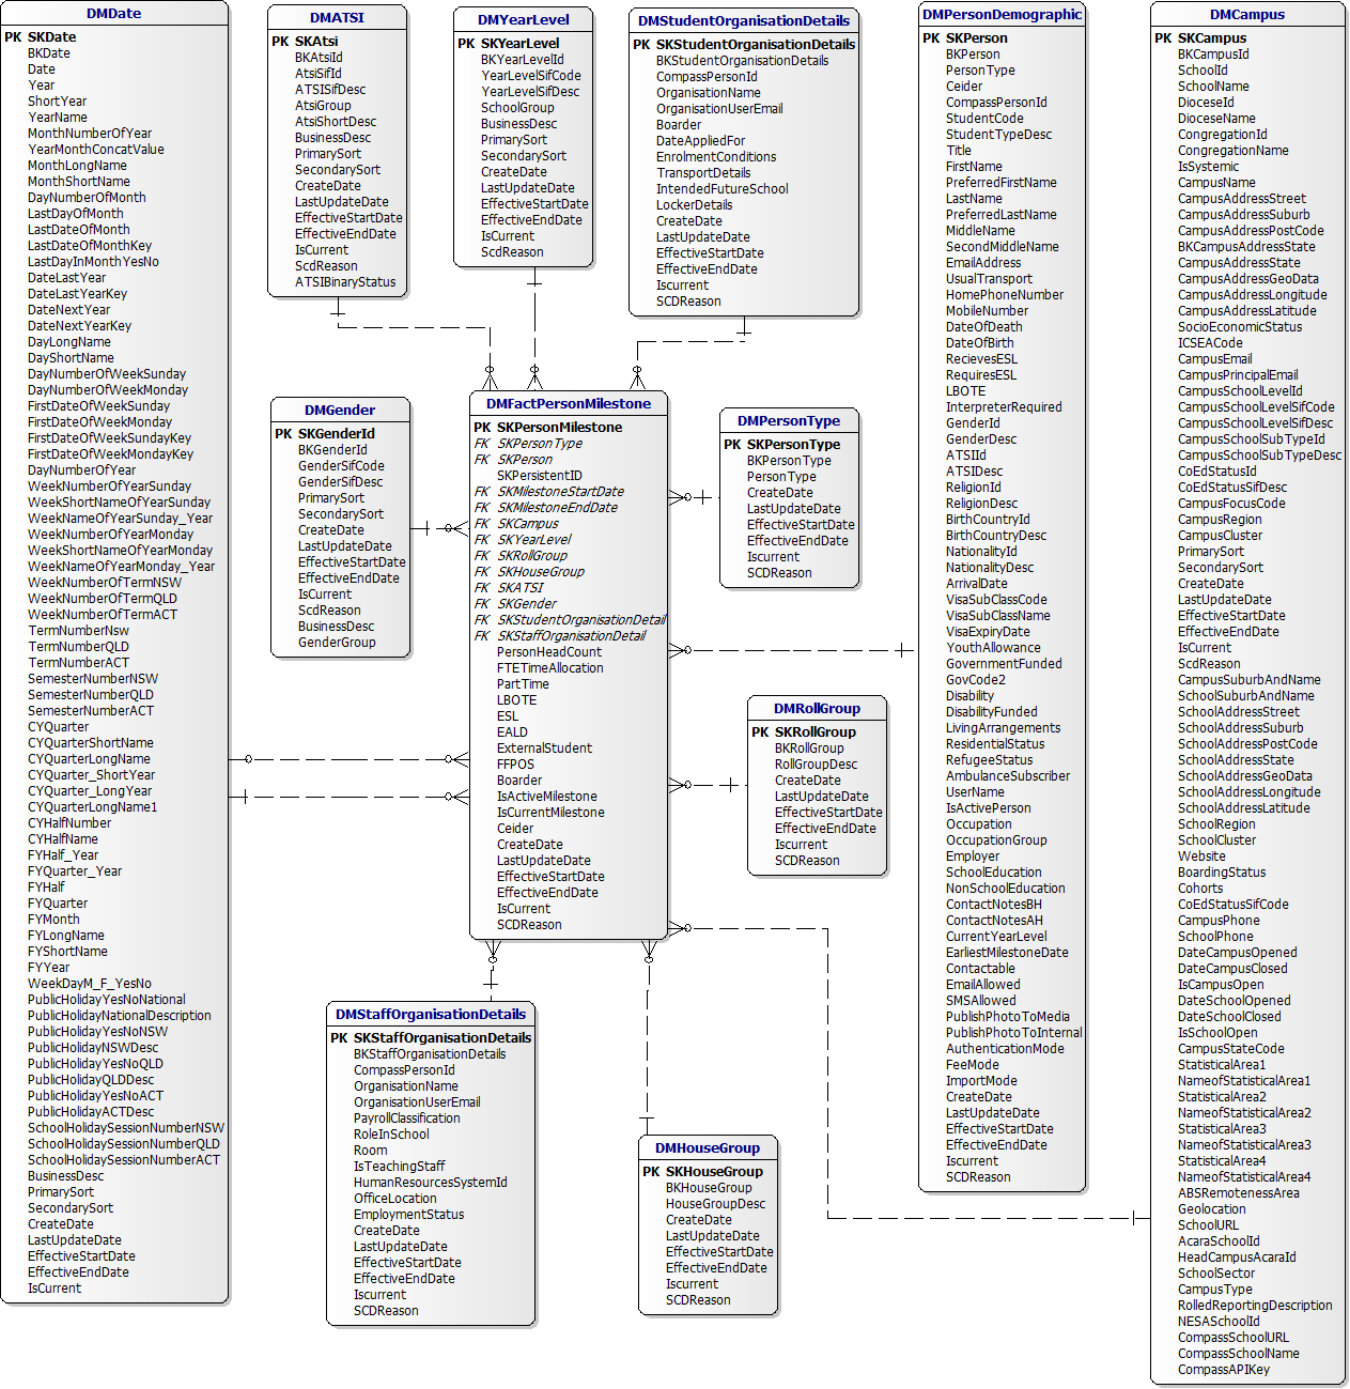 DMDate
PK SKDate
BKDate
Date
Year
ShortYear
YearName
MonthNumberOfYear
YearMonthConcatValue
MonthLongName
MonthShortName
DayNumberOfMonth
LastDayOfMonth
LastDateOfMonth
LastDateOfMonthKey
LastDayInMonthYesNo
DateLastYear
DateLastYearKey
DateNextYear
DateNextYearKey
DayLongName
DayShortName
DayNumberOfWeekSunday
DayNumberOfWeekMonday
FirstDateOfWeekSunday
FirstDateOfWeekMonday
FirstDateOfWeekSundayKey
FirstDateOfWeekMondayKey
DayNumberOfYear
WeekNumberOfYearSunday
WeekShortNameOfYearSunday
WeekNameOfYearSunday_Year
WeekNumberOfYearMonday
WeekShortNameOfYearMonday
WeekNameOfYearMonday_Year
WeekNumberOfTermNSW
WeekNumberOfTermQLD
WeekNumberOfTermACT
TermNumberNsw
TermNumberQLD
TermNumberACT
SemesterNumberNSW
SemesterNumberQLD
SemesterNumberACT
CYQuarter
CYQuarterShortName
CYQuarterLongName
CYQuarter_ShortYear
CYQuarter_LongYear
CYQuarterLongName1
CYHalfNumber
CYHalfName
FYHalf_Year
FYQuarter_Year
FYHalf
FYQuarter
FYMonth
FYLongName
FYShortName
FYYear
WeekDayM_F_YesNo
PublicHolidayYesNoNational
PublicHolidayNationalDescription
PublicHolidayYesNoNSW
PublicHolidayNSWDesc
PublicHolidayYesNoQLD
PublicHolidayQLDDesc
PublicHolidayYesNoACT
PublicHolidayACTDesc
SchoolHolidaySessionNumberNSW
SchoolHolidaySessionNumberQLD
SchoolHolidaySessionNumberACT
BusinessDesc
PrimarySort
SecondarySort
CreateDate
LastUpdateDate
EffectiveStartDate
EffectiveEndDate
IsCurrent
DMATSI
PK SKAtsi
BKAtsiId
AtsiSifId
ATSISifDesc
AtsiGroup
AtsiShortDesc
BusinessDesc
PrimarySort
SecondarySort
CreateDate
LastUpdateDate
EffectiveStartDate
EffectiveEndDate
IsCurrent
ScdReason
ATSIBinaryStatus
DMYearLevel
PK SKYearLevel
BKYearLevelId
YearLevelSifCode
YearLevelSifDesc
SchoolGroup
BusinessDesc
PrimarySort
SecondarySort
CreateDate
LastUpdateDate
EffectiveStartDate
EffectiveEndDate
IsCurrent
ScdReason
DMStudentOrganisationDetails
PK SKStudentOrganisationDetails
BKStudentOrganisationDetails
CompassPersonId
OrganisationName
OrganisationUserEmail
Boarder
DateAppliedFor
EnrolmentConditions
TransportDetails
IntendedFutureSchool
LockerDetails
CreateDate
LastUpdateDate
EffectiveStartDate
EffectiveEndDate
Iscurrent
SCDReason
DMGender
PK SKGenderId
BKGenderId
GenderSifCode
GenderSifDesc
PrimarySort
SecondarySort
CreateDate
LastUpdateDate
EffectiveStartDate
EffectiveEndDate
IsCurrent
ScdReason
BusinessDesc
GenderGroup
DMFactPersonMilestone
PK SKPersonMilestone
FK SKPersonType
FK SKPerson
SKPersistentID
FK SKMilestoneStartDate
FK SKMilestoneEndDate
FK SKCampus
FK SKYearLevel
FK SKRollGroup
FK SKHouseGroup
FK SKATSI
FK SKGender
FK SKStudentOrganisationDetail
FK SKStaffOrganisationDetail
PersonHeadCount
FTETimeAllocation
PartTime
LBOTE
ESL
EALD
ExternalStudent
FFPOS
Boarder
IsActiveMilestone
IsCurrentMilestone
Ceider
CreateDate
LastUpdateDate
EffectiveStartDate
EffectiveEndDate
IsCurrent
SCDReason
DMPersonType
PK SKPersonType
BKPersonType
PersonType
CreateDate
LastUpdateDate
EffectiveStartDate
EffectiveEndDate
Iscurrent
SCDReason
DMRollGroup
PK SKRollGroup
BKRollGroup
RollGroupDesc
CreateDate
LastUpdateDate
EffectiveStartDate
EffectiveEndDate
Iscurrent
SCDReason
DMStaffOrganisationDetails
PK SKStaffOrganisationDetails
BKStaffOrganisationDetails
CompassPersonId
OrganisationName
OrganisationUserEmail
PayrollClassification
RoleInSchool
Room
IsTeachingStaff
HumanResourcesSystemId
OfficeLocation
EmploymentStatus
CreateDate
LastUpdateDate
EffectiveStartDate
EffectiveEndDate
Iscurrent
SCDReason
DMHouseGroup
PK SKHouseGroup
BKHouseGroup
HouseGroupDesc
CreateDate
LastUpdateDate
EffectiveStartDate
EffectiveEndDate
Iscurrent
SCDReason
DMPersonDemographic
PK SKPerson
BKPerson
PersonType
Ceider
CompassPersonId
StudentCode
StudentTypeDesc
Title
FirstName
PreferredFirstName
LastName
PreferredLastName
MiddleName
SecondMiddleName
EmailAddress
UsualTransport
HomePhoneNumber
MobileNumber
DateOfDeath
DateOfBirth
RecievesESL
RequiresESL
LBOTE
InterpreterRequired
GenderId
GenderDesc
ATSIId
ATSIDesc
ReligionId
ReligionDesc
BirthCountryId
BirthCountryDesc
NationalityId
NationalityDesc
ArrivalDate
VisaSubClassCode
VisaSubClassName
VisaExpiryDate
YouthAllowance
GovernmentFunded
GovCode2
Disability
DisabilityFunded
LivingArrangements
ResidentialStatus
RefugeeStatus
AmbulanceSubscriber
UserName
IsActivePerson
Occupation
OccupationGroup
Employer
SchoolEducation
NonSchoolEducation
ContactNotesBH
ContactNotesAH
CurrentYearLevel
EarliestMilestoneDate
Contactable
EmailAllowed
SMSAllowed
PublishPhotoToMedia
PublishPhotoToInternal
AuthenticationMode
FeeMode
ImportMode
CreateDate
LastUpdateDate
EffectiveStartDate
EffectiveEndDate
Iscurrent
SCDReason
DMCampus
PK SKCampus
BKCampusId
SchoolId
SchoolName
DioceseId
DioceseName
CongregationId
CongregationName
IsSystemic
CampusName
CampusAddressStreet
CampusAddressSuburb
CampusAddressPostCode
BKCampusAddressState
CampusAddressState
CampusAddressGeoData
CampusAddressLongitude
CampusAddressLatitude
SocioEconomicStatus
ICSEACode
CampusEmail
CampusPrincipalEmail
CampusSchoolLevelId
CampusSchoolLevelSifCode
CampusSchoolLevelSifDesc
CampusSchoolSubTypeId
CampusSchoolSubTypeDesc
CoEdStatusId
CoEdStatusSifDesc
CampusFocusCode
CampusRegion
CampusCluster
PrimarySort
SecondarySort
CreateDate
LastUpdateDate
EffectiveStartDate
EffectiveEndDate
IsCurrent
ScdReason
CampusSuburbAndName
SchoolSuburbAndName
SchoolAddressStreet
SchoolAddressSuburb
SchoolAddressPostCode
SchoolAddressState
SchoolAddressGeoData
SchoolAddressLongitude
SchoolAddressLatitude
SchoolRegion
SchoolCluster
Website
BoardingStatus
Cohorts
CoEdStatusSifCode
CampusPhone
SchoolPhone
DateCampusOpened
DateCampusClosed
IsCampusOpen
DateSchoolOpened
DateSchoolClosed
IsSchoolOpen
CampusStateCode
StatisticalArea1
NameofStatisticalArea1
StatisticalArea2
NameofStatisticalArea2
StatisticalArea3
NameofStatisticalArea3
StatisticalArea4
NameofStatisticalArea4
ABSRemotenessArea
Geolocation
SchoolURL
AcaraSchoolId
HeadCampusAcaraId
SchoolSector
CampusType
RolledReportingDescription
NESASchoolId
CompassSchoolURL
CompassSchoolName
CompassAPIKey